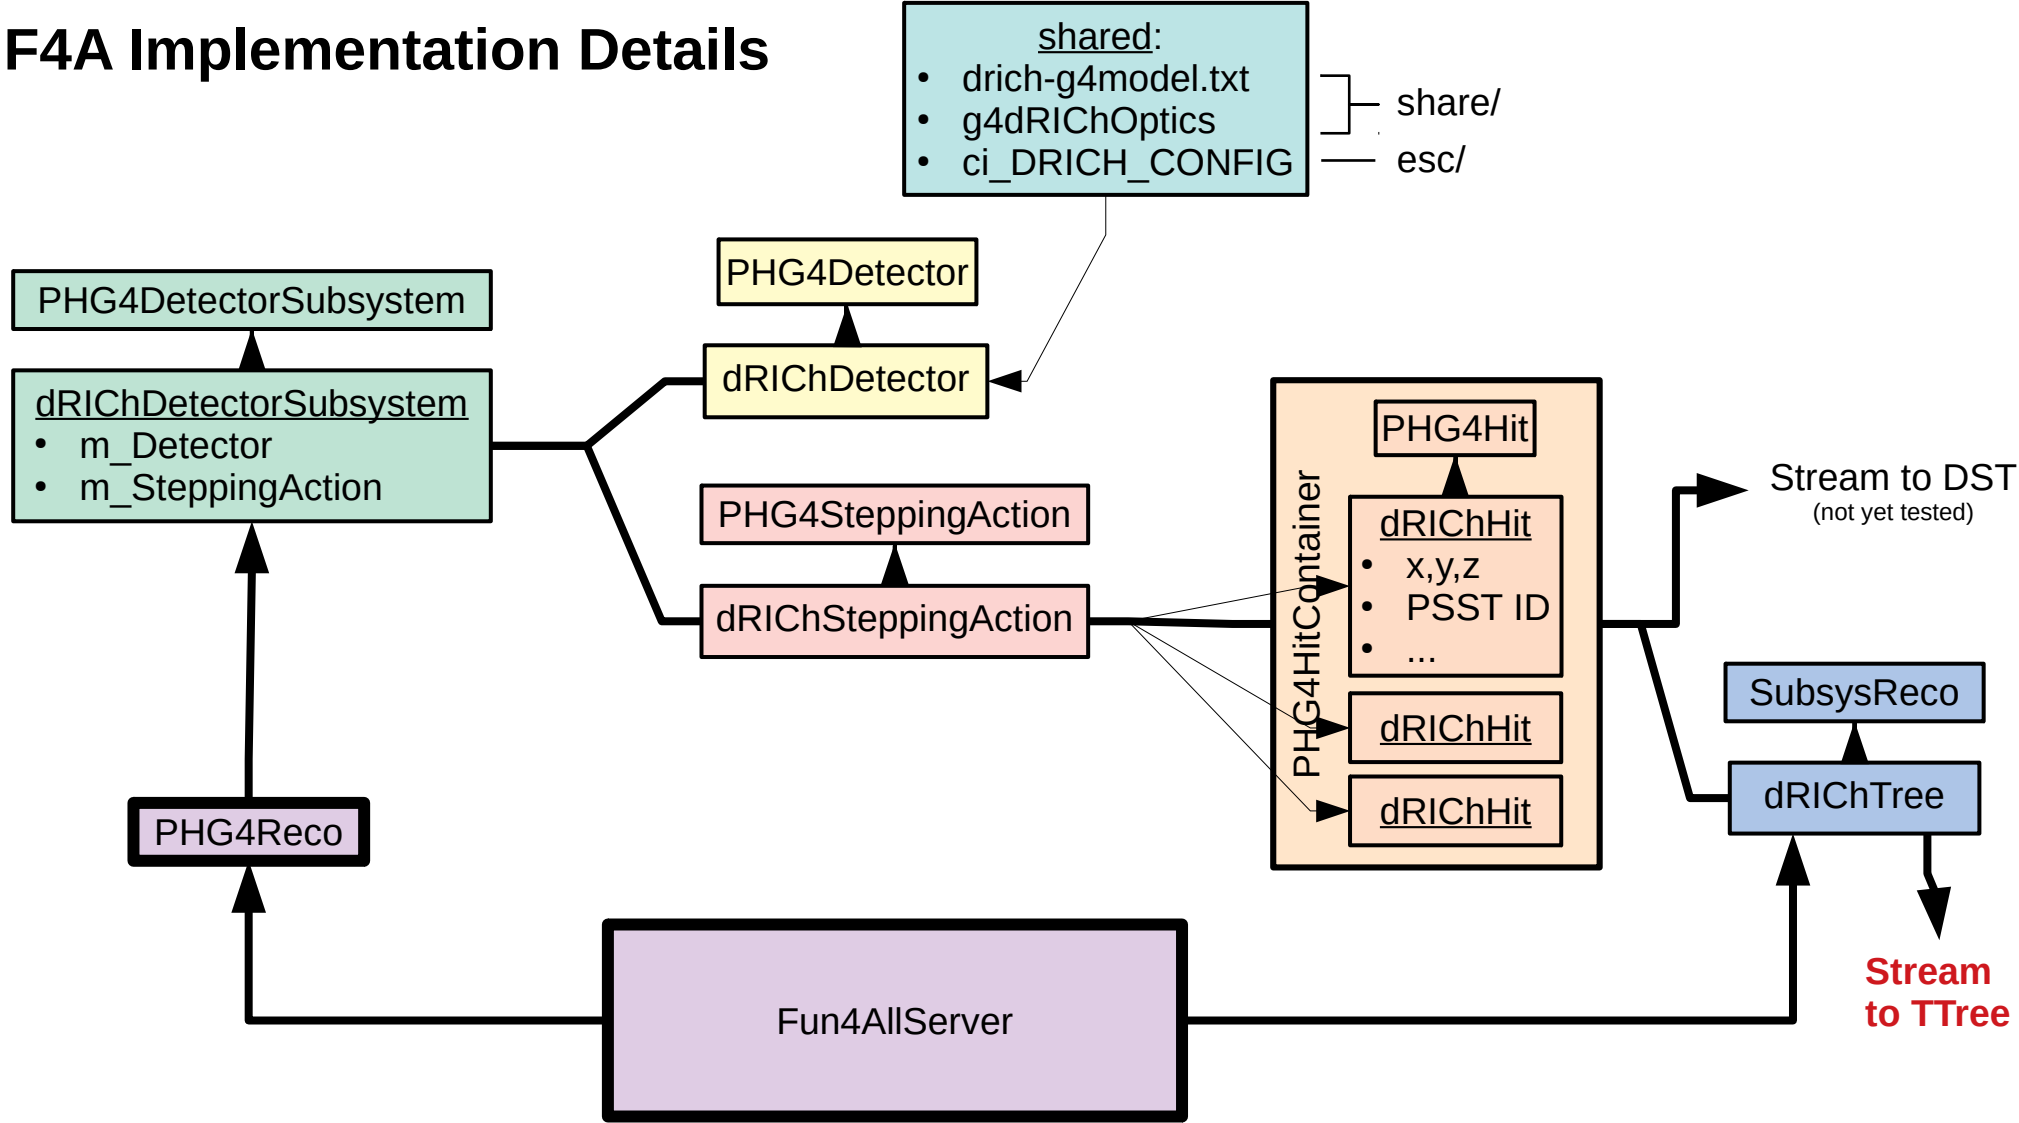 F4A Implementation Details
shared:
• drich-g4model.txt
• g4dRIChOptics
• ci_DRICH_CONFIG
share/
esc/
PHG4DetectorSubsystem
dRIChDetectorSubsystem
• m_Detector
• m_SteppingAction
PHG4Detector
dRIChDetector
PHG4SteppingAction
dRIChSteppingAction
PHG4HitContainer
PHG4Hit
dRIChHit
• x,y,z
• PSST ID
• ...
dRIChHit
dRIChHit
Stream to DST
(not yet tested)
SubsysReco
dRIChTree
Stream
to TTree
PHG4Reco
Fun4AllServer